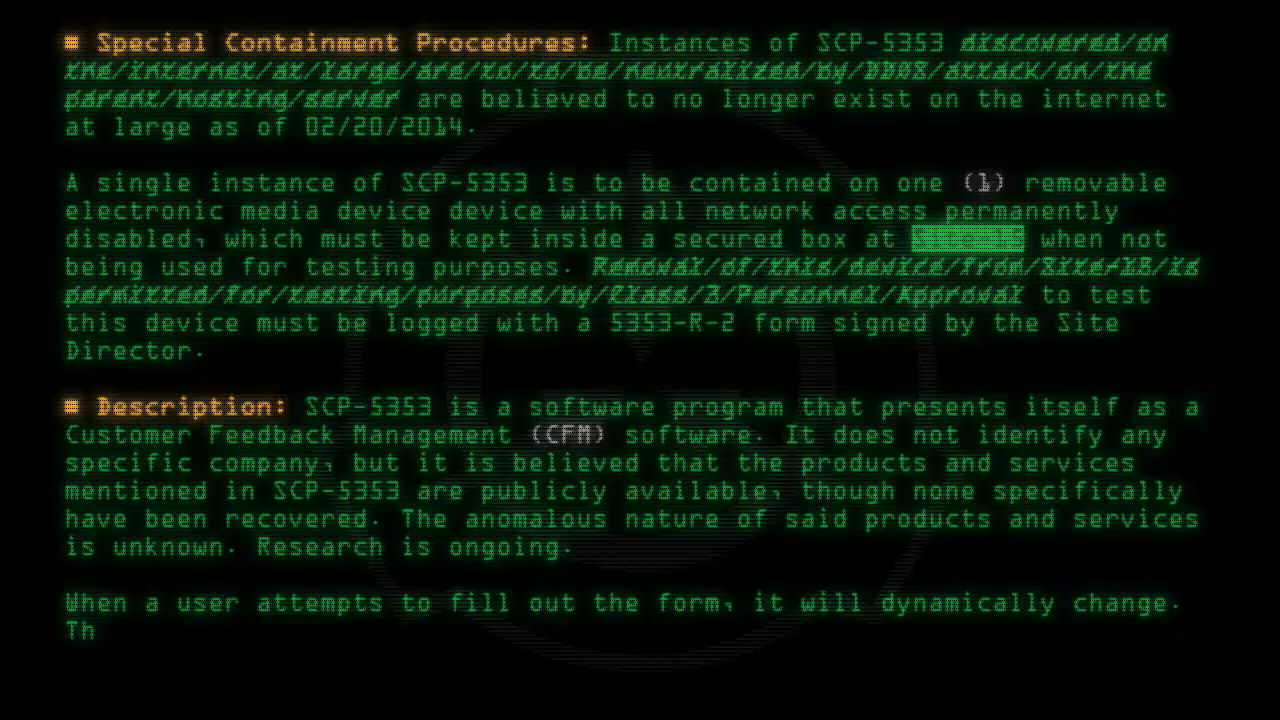 ■ Special Containment Procedures: Instances of SCP-5353 discovered/on
the/internet/at/large/are/to/to/be/neutralized/by/DDOS/attack/on/the
parent/hosting/server are believed to no longer exist on the internet
at large as of 02/20/2014.
A single instance of SCP-5353 is to be contained on one (1) removable
electronic media device device with all network access permanently
disabled, which must be kept inside a secured box at when not
being used for testing purposes. Removal/of/this/device/from/Site-18/is
permitted/for/testing/purposes/by/Class/3/Personnel/Approval to test
this device must be logged with a 5353-R-2 form signed by the Site
Director.
■ Description: SCP-5353 is a software program that presents itself as a
Customer Feedback Management (CFM) software. It does not identify any
specific company, but it is believed that the products and services
mentioned in SCP-5353 are publicly available, though none specifically
have been recovered. The anomalous nature of said products and services
is unknown. Research is ongoing.
When a user attempts to fill out the form, it will dynamically change.
Th